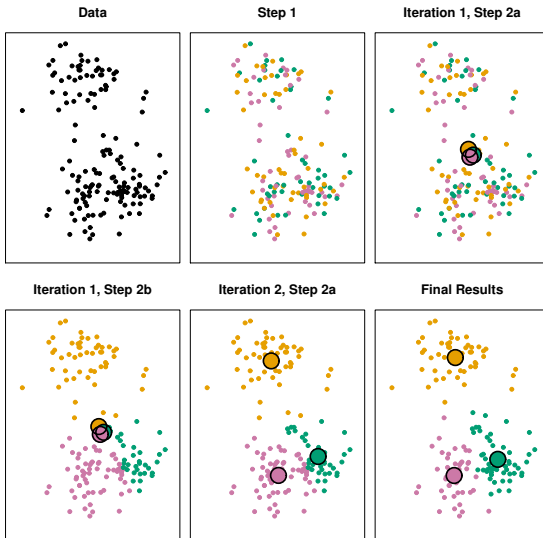 Data
Step 1
Iteration 1, Step 2a
Iteration 1, Step 2b
Iteration 2, Step 2a
Final Results